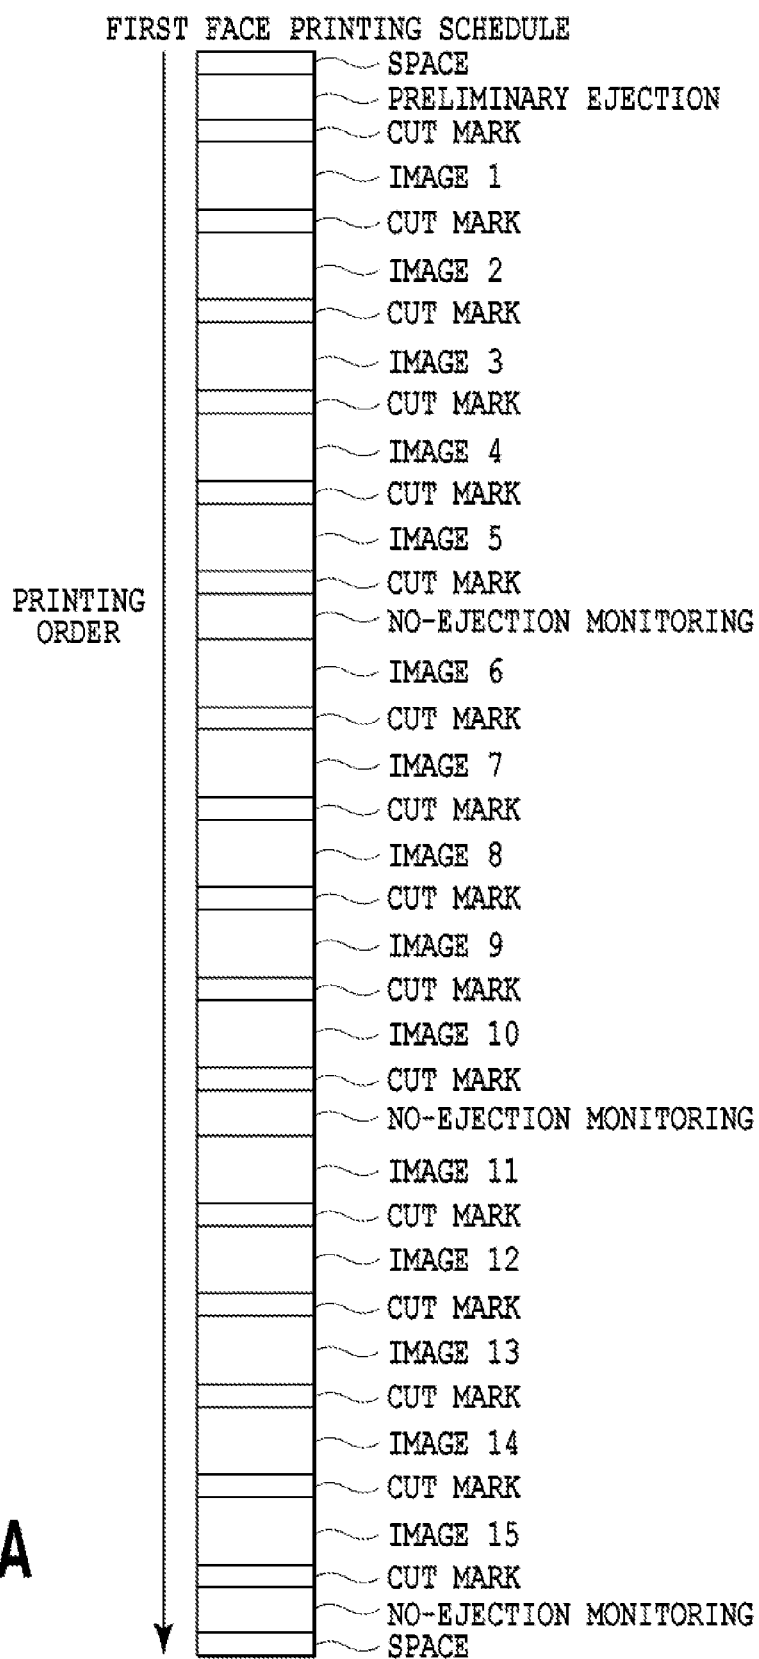 FIRST FACE PRINTING SCHEDULE
SPACE
PRELIMINARY EJECTION
CUT MARK
IMAGE 1
CUT MARK
IMAGE 2
CUT MARK
IMAGE 3
CUT MARK
IMAGE 4
CUT MARK
IMAGE 5
CUT MARK
PRINTING
ORDER
NO-EJECTION MONITORING
IMAGE 6
CUT MARK
IMAGE 7
CUT MARK
IMAGE 8
CUT MARK
IMAGE 9
CUT MARK
IMAGE 10
CUT MARK
NO-EJECTION MONITORING
IMAGE 11
CUT MARK
IMAGE 12
CUT MARK
IMAGE 13
CUT MARK
IMAGE 14
CUT MARK
IMAGE 15
A
CUT MARK
NO-EJECTION MONITORING
SPACE